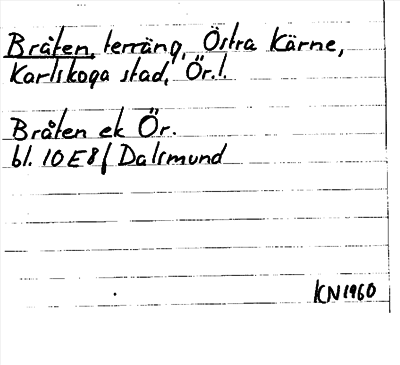 Bråten, terräng, Östra Kärne,
Karlskoga stad, Ör.l.
Bråten ek Ör.
bl. 10E8f Dalsmund
KN1960